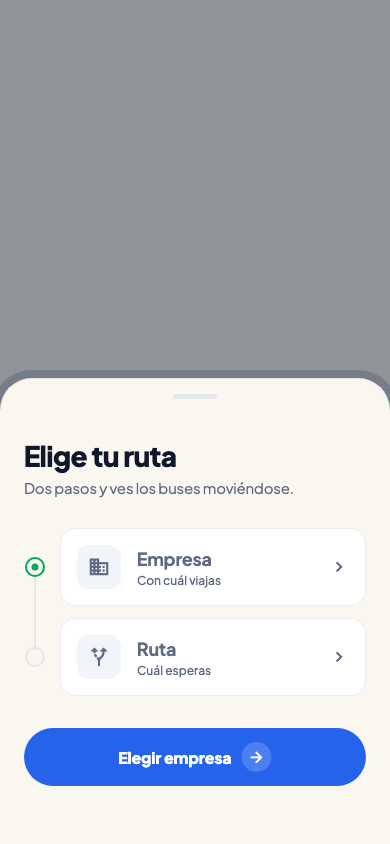 Elige tu ruta
Dos pasos y ves los buses moviéndose.
Empresa
Con cuál viajas
Ruta
Cuál esperas
Elegir empresa